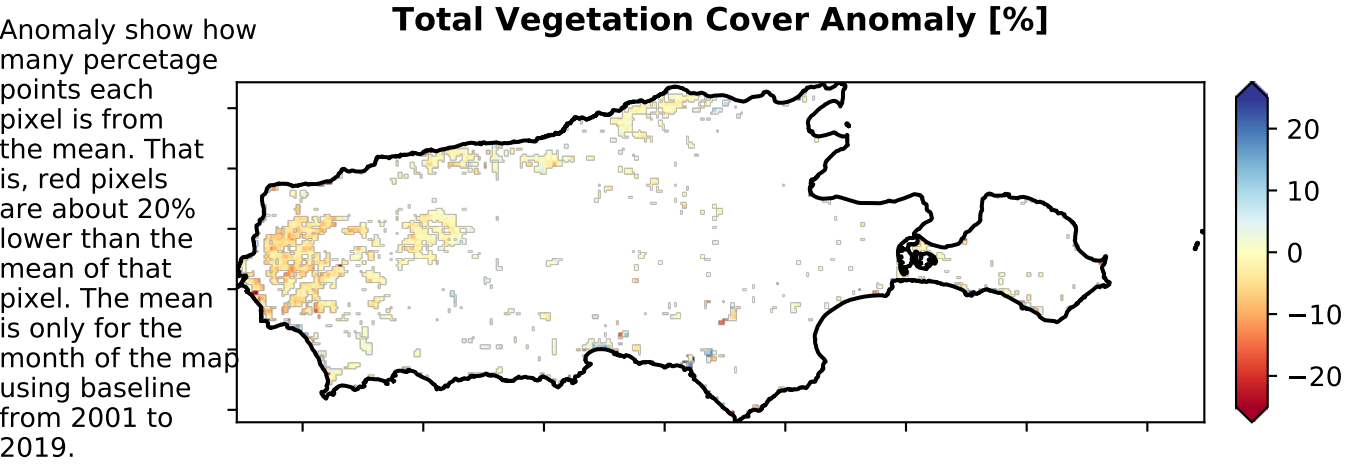 Total Vegetation Cover Anomaly [%]
Anomaly show how
many percetage
points each
pixel is from
the mean. That
is, red pixels
are about 20%
lower than the
mean of that
pixel. The mean
is only for the
month of the map
using baseline
from 2001 to
2019.
20
10
0
−10
−20